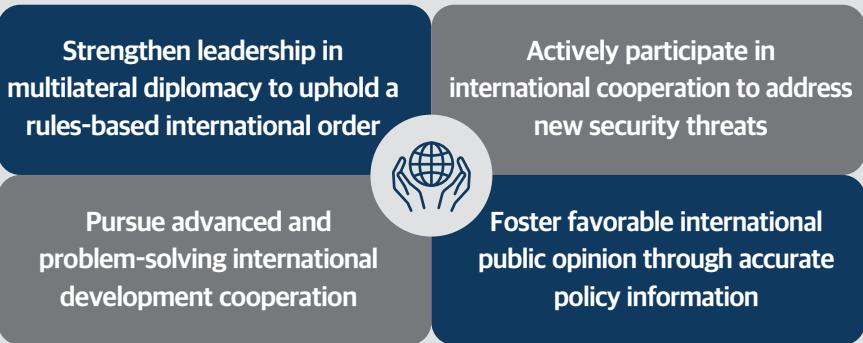 Strengthen leadership in
multilateral diplomacy to uphold a
rules-based international order
Actively participate in
international cooperation to address
new security threats
Pursue advanced and
problem-solving international
development cooperation
Foster favorable international
public opinion through accurate
policy information